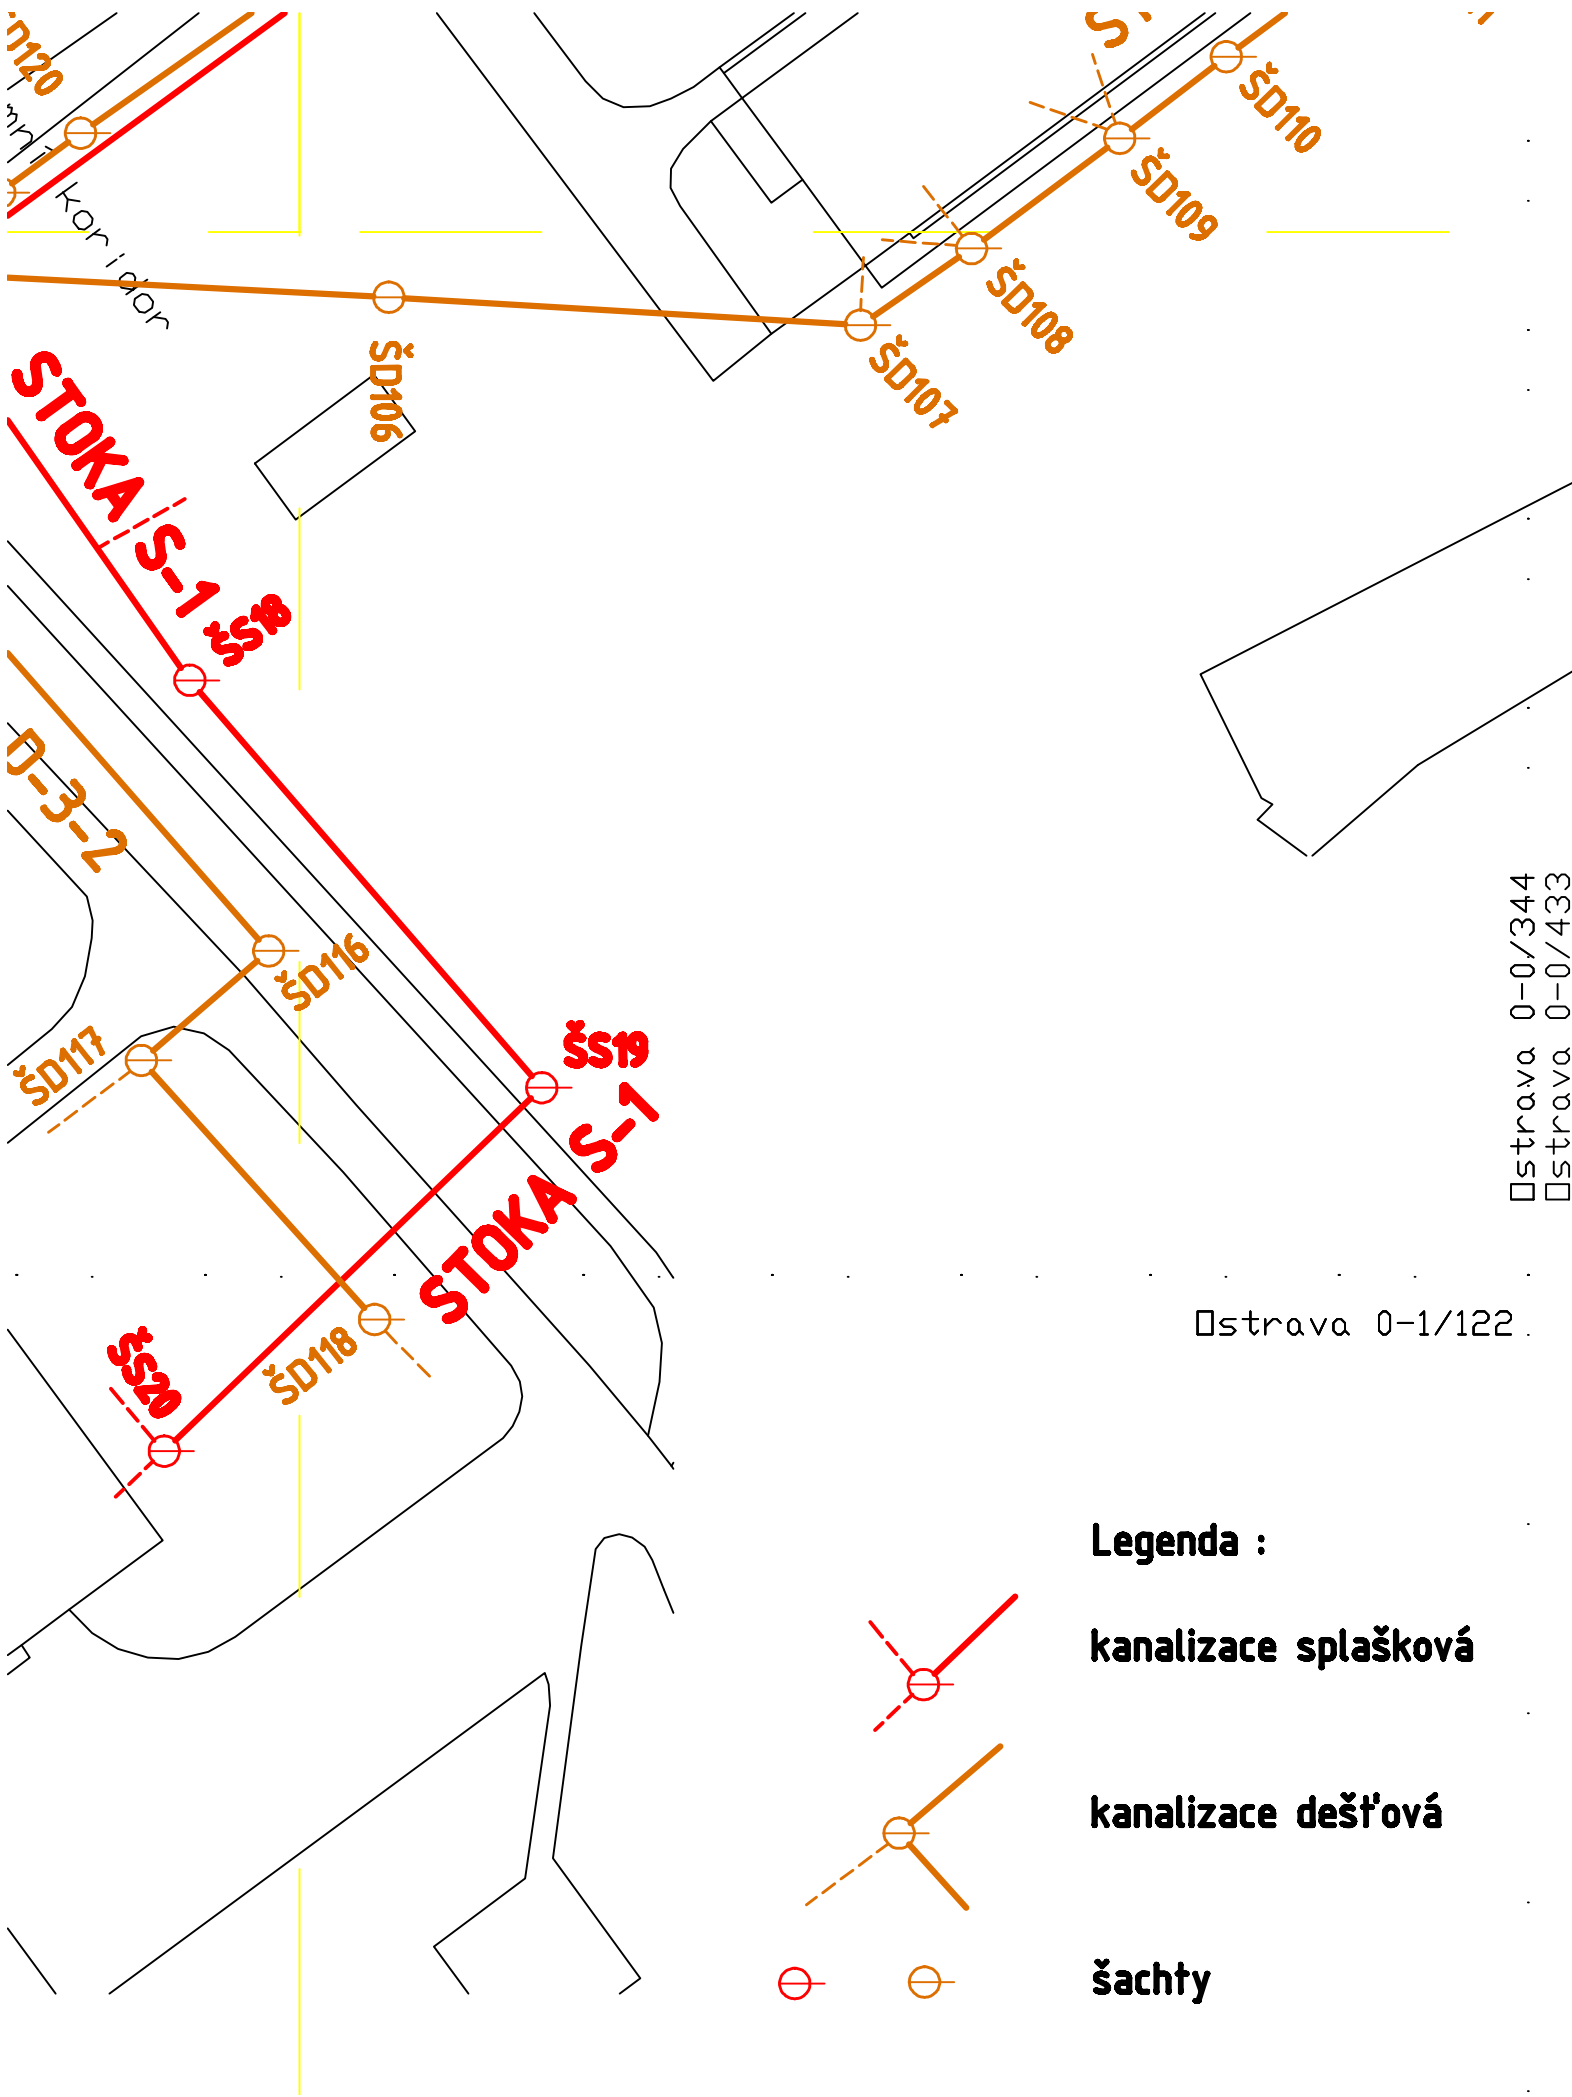 ŠD110
ŠD109
ŠD108
ŠD107
koridor
ŠD106
STOKA S-1
ŠS18
D-3-2
ŠD116
ŠD117
ŠS19
STOKA S-1
ŠD118
ŠS20
Ostrava 0-0/344
Ostrava 0-0/433
Ostrava 0-1/122
Legenda :
kanalizace splašková
kanalizace dešťová
šachty